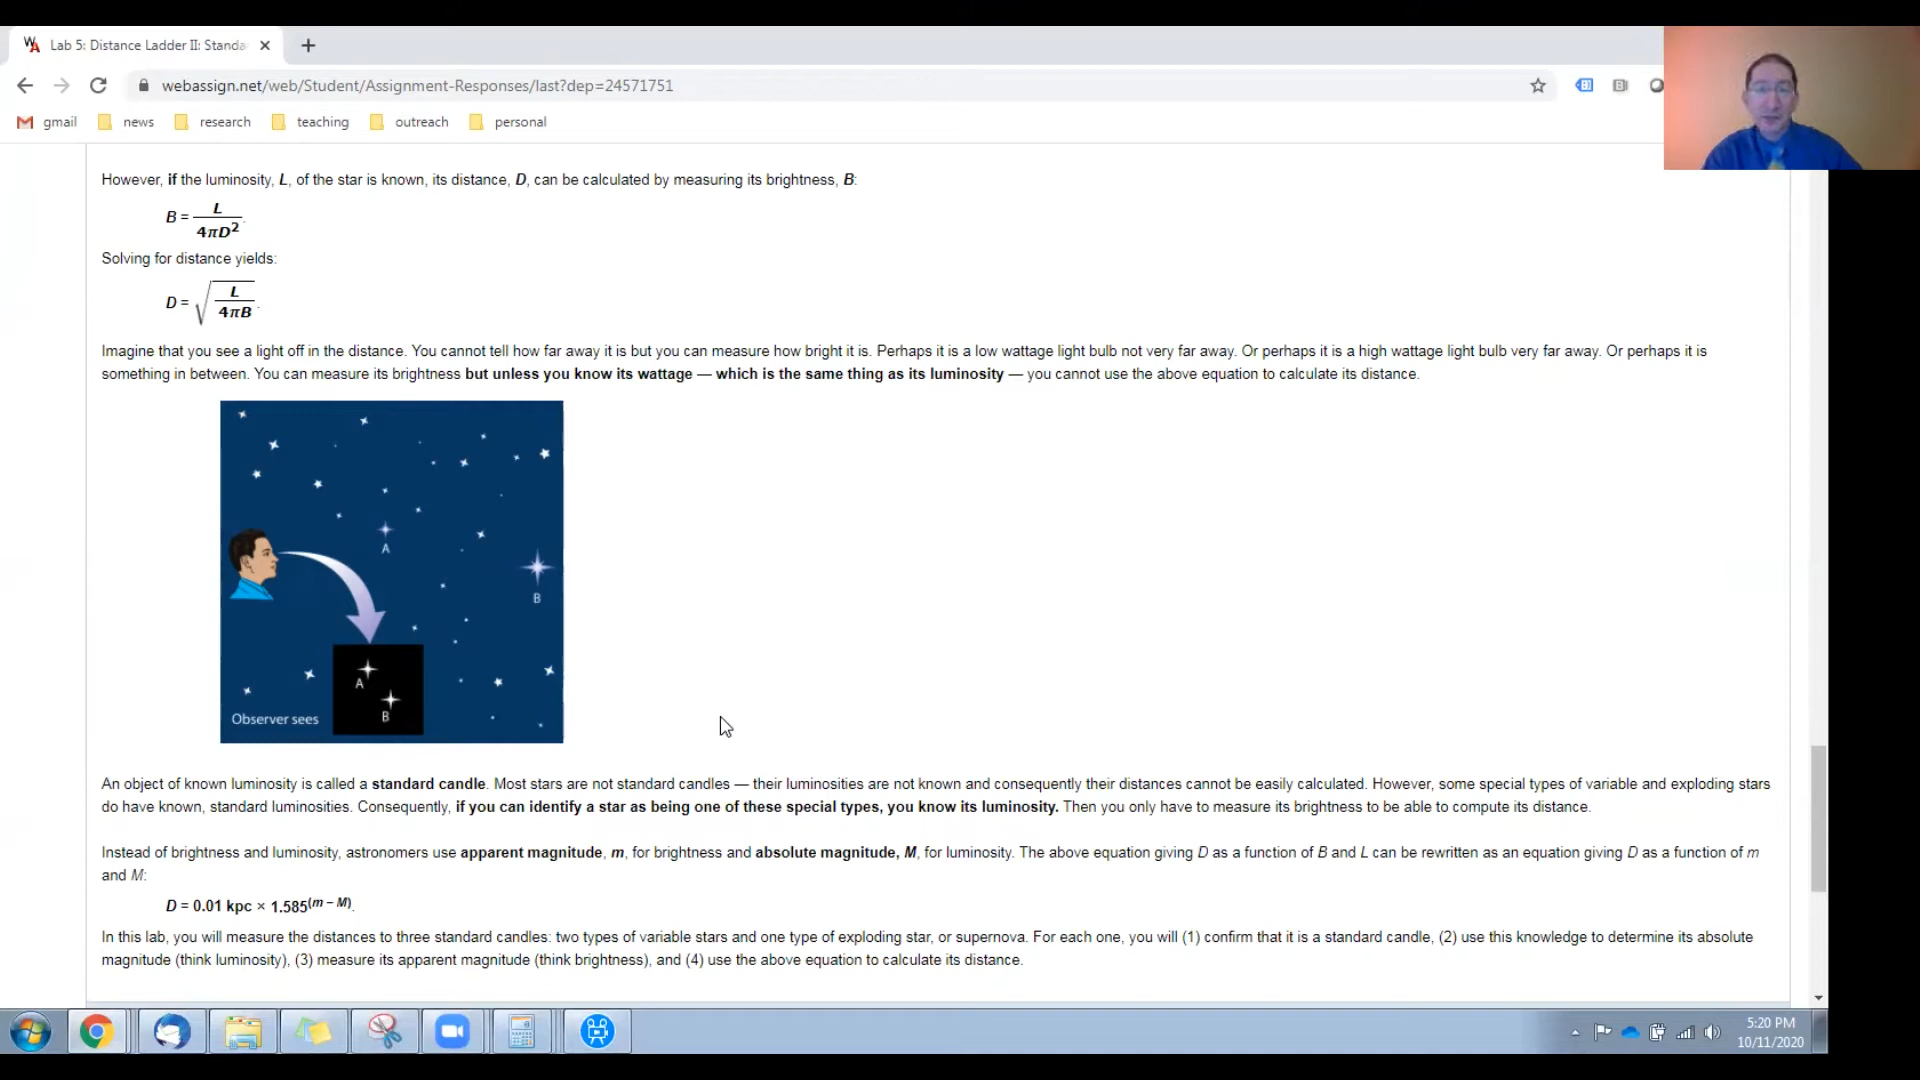 Lab 5: Distance Ladder II: Standa
webassign.net/web/Student/Assignment-Responses/last?dep=24571751
gmail news research teaching outreach personal
However, if the luminosity, L, of the star is known, its distance, D, can be calculated by measuring its brightness, B:
B = L / 4πD²
Solving for distance yields:
D = √(L / 4πB).
Imagine that you see a light off in the distance. You cannot tell how far away it is but you can measure how bright it is. Perhaps it is a low wattage light bulb not very far away. Or perhaps it is a high wattage light bulb very far away. Or perhaps it is
something in between. You can measure its brightness but unless you know its wattage — which is the same thing as its luminosity — you cannot use the above equation to calculate its distance.
A
B
A
B
Observer sees
An object of known luminosity is called a standard candle. Most stars are not standard candles — their luminosities are not known and consequently their distances cannot be easily calculated. However, some special types of variable and exploding stars
do have known, standard luminosities. Consequently, if you can identify a star as being one of these special types, you know its luminosity. Then you only have to measure its brightness to be able to compute its distance.
Instead of brightness and luminosity, astronomers use apparent magnitude, m, for brightness and absolute magnitude, M, for luminosity. The above equation giving D as a function of B and L can be rewritten as an equation giving D as a function of m
and M:
D = 0.01 kpc × 1.585^(m − M).
In this lab, you will measure the distances to three standard candles: two types of variable stars and one type of exploding star, or supernova. For each one, you will (1) confirm that it is a standard candle, (2) use this knowledge to determine its absolute
magnitude (think luminosity), (3) measure its apparent magnitude (think brightness), and (4) use the above equation to calculate its distance.
5:20 PM
10/11/2020